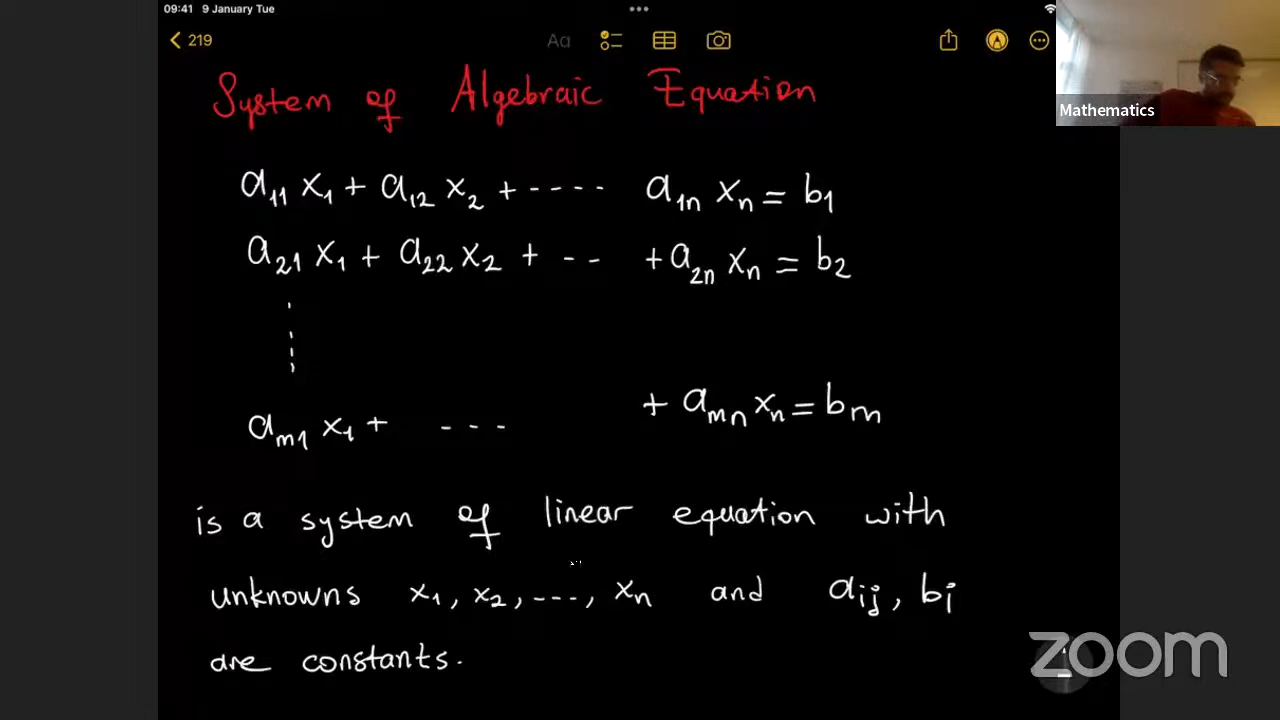 09:41 9 January Tue
219
Aa
System of Algebraic Equation
Mathematics
a₁₁ x₁ + a₁₂ x₂ + ---- a₁ₙ xₙ = b₁
a₂₁ x₁ + a₂₂ x₂ + -- + a₂ₙ xₙ = b₂
aₘ₁ x₁ + --- + aₘₙ xₙ = bₘ
is a system of linear equation with
unknowns x₁, x₂, ---, xₙ and aᵢⱼ, bᵢ
are constants.
zoom